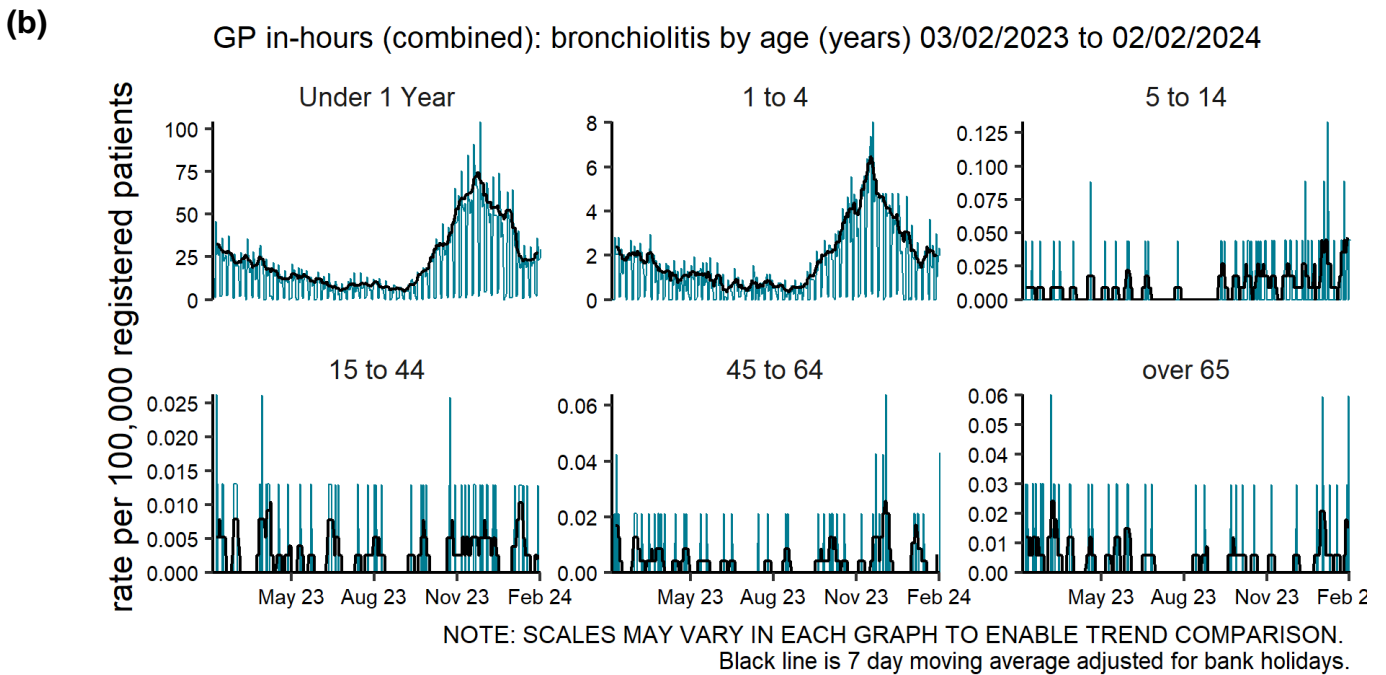 (b)
GP in-hours (combined): bronchiolitis by age (years) 03/02/2023 to 02/02/2024
rate per 100,000 registered patients
Under 1 Year
100
75
50
25
0
1 to 4
8
6
4
2
0
5 to 14
0.125
0.100
0.075
0.050
0.025
0.000
15 to 44
0.025
0.020
0.015
0.010
0.005
0.000
May 23 Aug 23 Nov 23 Feb 24
45 to 64
0.06
0.04
0.02
0.00
May 23 Aug 23 Nov 23 Feb 24
over 65
0.06
0.05
0.04
0.03
0.02
0.01
0.00
May 23 Aug 23 Nov 23 Feb 2
NOTE: SCALES MAY VARY IN EACH GRAPH TO ENABLE TREND COMPARISON.
Black line is 7 day moving average adjusted for bank holidays.